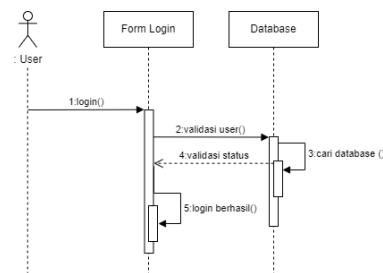 Form Login
Database
: User
1:login()
2:validasi user()
3:cari database ()
4:validasi status
5:login berhasil()